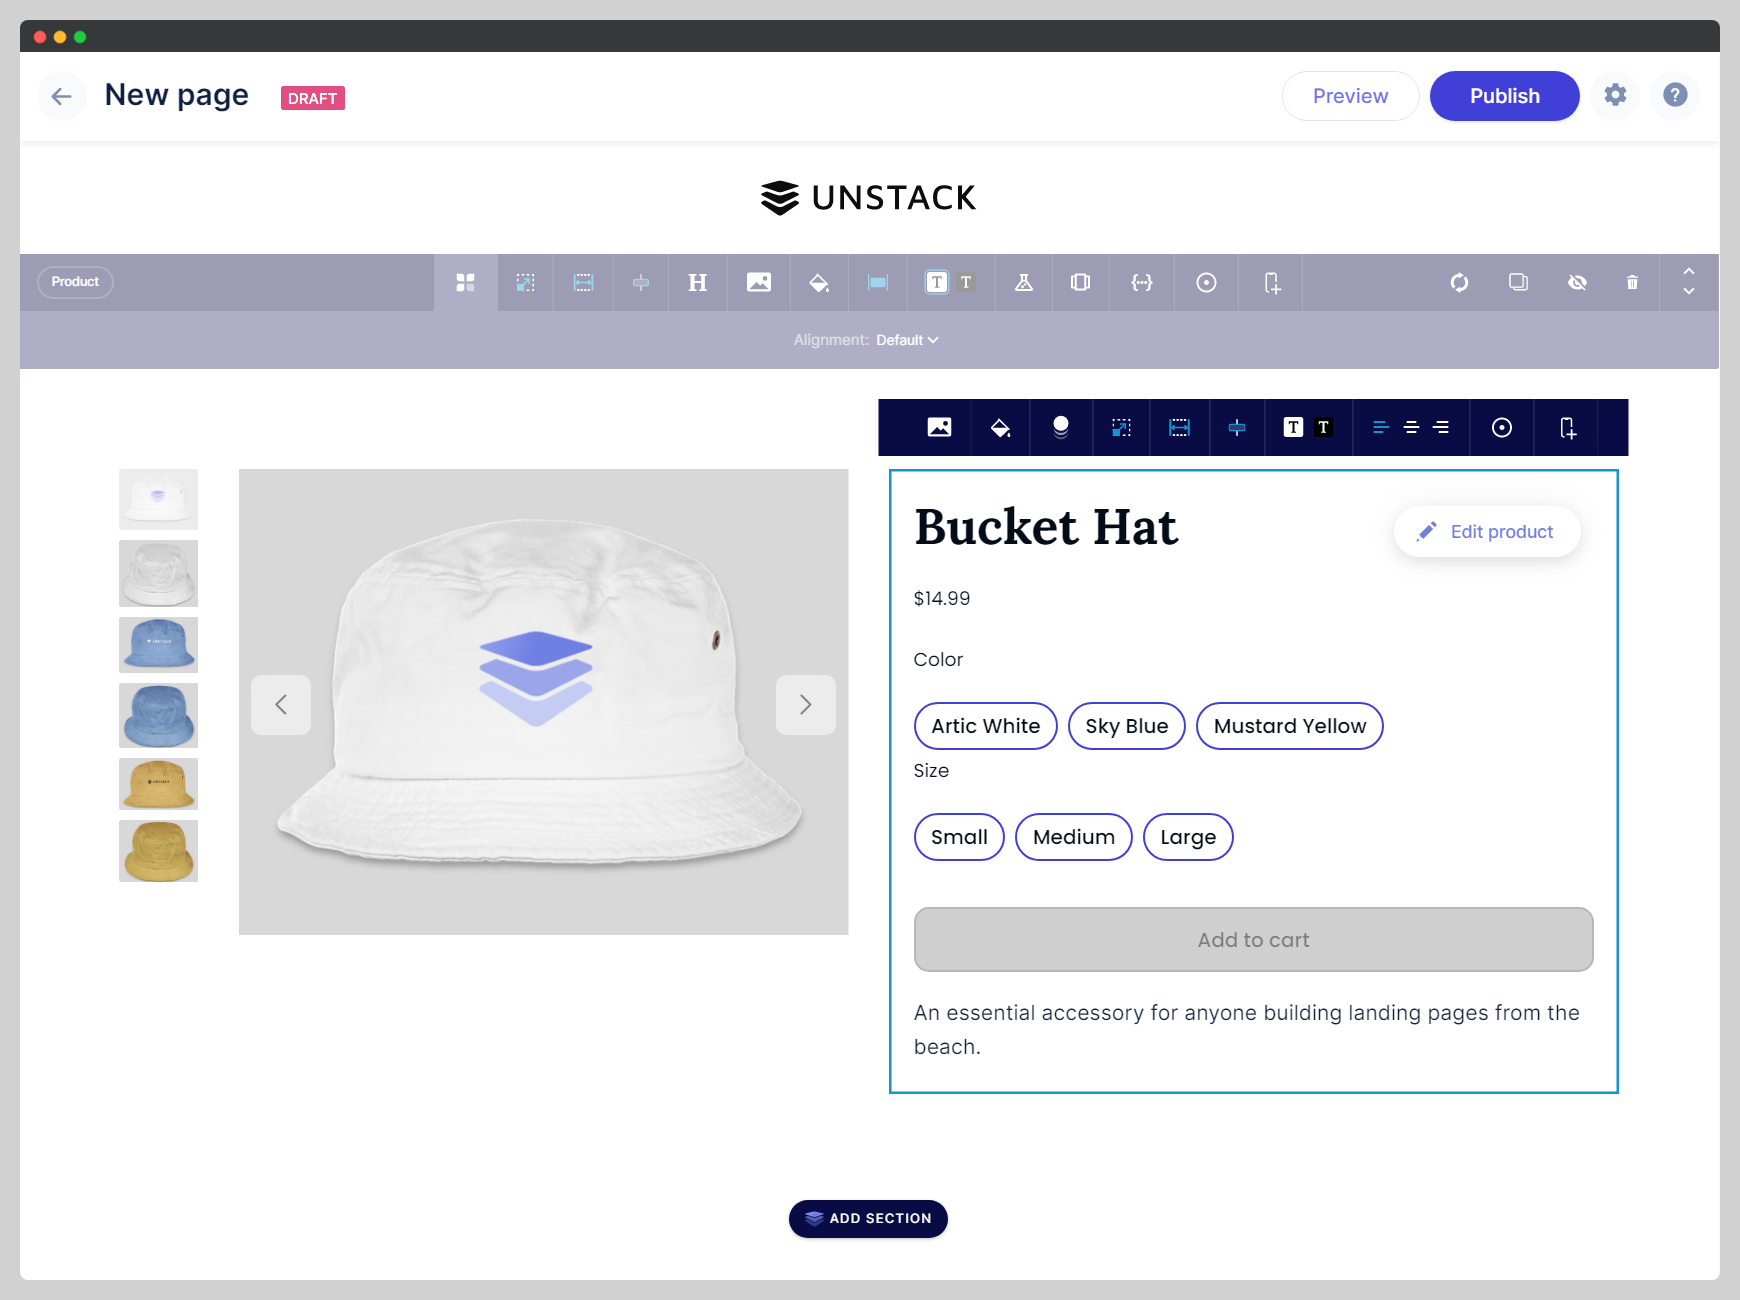 New page
DRAFT
Preview
Publish
?
UNSTACK
Product
H
T
T
Alignment: Default
T
T
Bucket Hat
Edit product
$14.99
Color
Artic White
Sky Blue
Mustard Yellow
Size
Small
Medium
Large
Add to cart
An essential accessory for anyone building landing pages from the
beach.
ADD SECTION